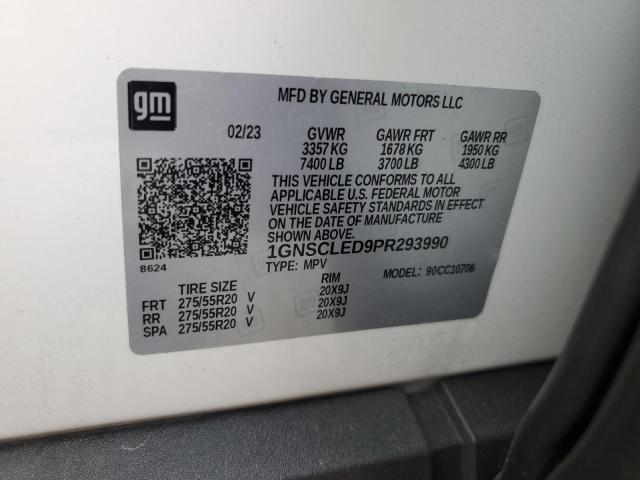 gm
MFD BY GENERAL MOTORS LLC
02/23 GVWR GAWR FRT GAWR RR
3357 KG 1678 KG 1950 KG
7400 LB 3700 LB 4300 LB
THIS VEHICLE CONFORMS TO ALL
APPLICABLE U.S. FEDERAL MOTOR
VEHICLE SAFETY STANDARDS IN EFFECT
ON THE DATE OF MANUFACTURE
SHOWN ABOVE.
1GNSCLED9PR293990
8624
TYPE: MPV MODEL: 90CC10706
TIRE SIZE RIM
FRT 275/55R20 V 20X9J
RR 275/55R20 V 20X9J
SPA 275/55R20 V 20X9J